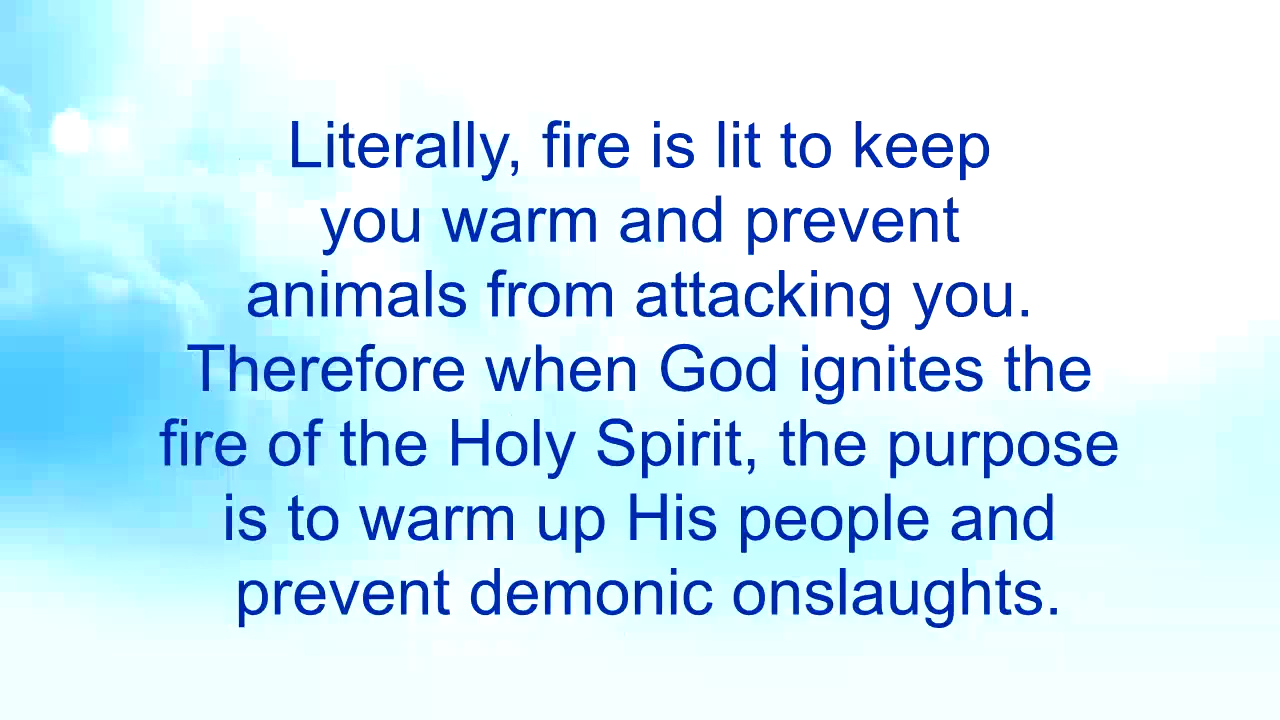 Literally, fire is lit to keep
you warm and prevent
animals from attacking you.
Therefore when God ignites the
fire of the Holy Spirit, the purpose
is to warm up His people and
prevent demonic onslaughts.